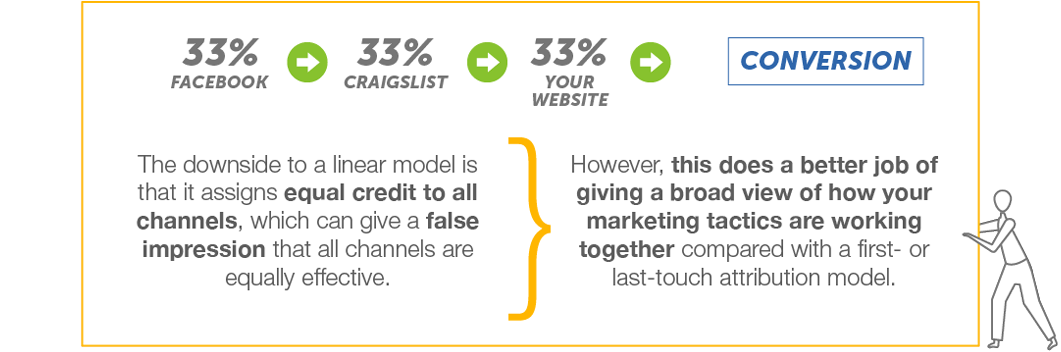 33% 33% 33%
FACEBOOK CRAIGSLIST YOUR
WEBSITE
CONVERSION
The downside to a linear model is
that it assigns equal credit to all
channels, which can give a false
impression that all channels are
equally effective.
However, this does a better job of
giving a broad view of how your
marketing tactics are working
together compared with a first- or
last-touch attribution model.